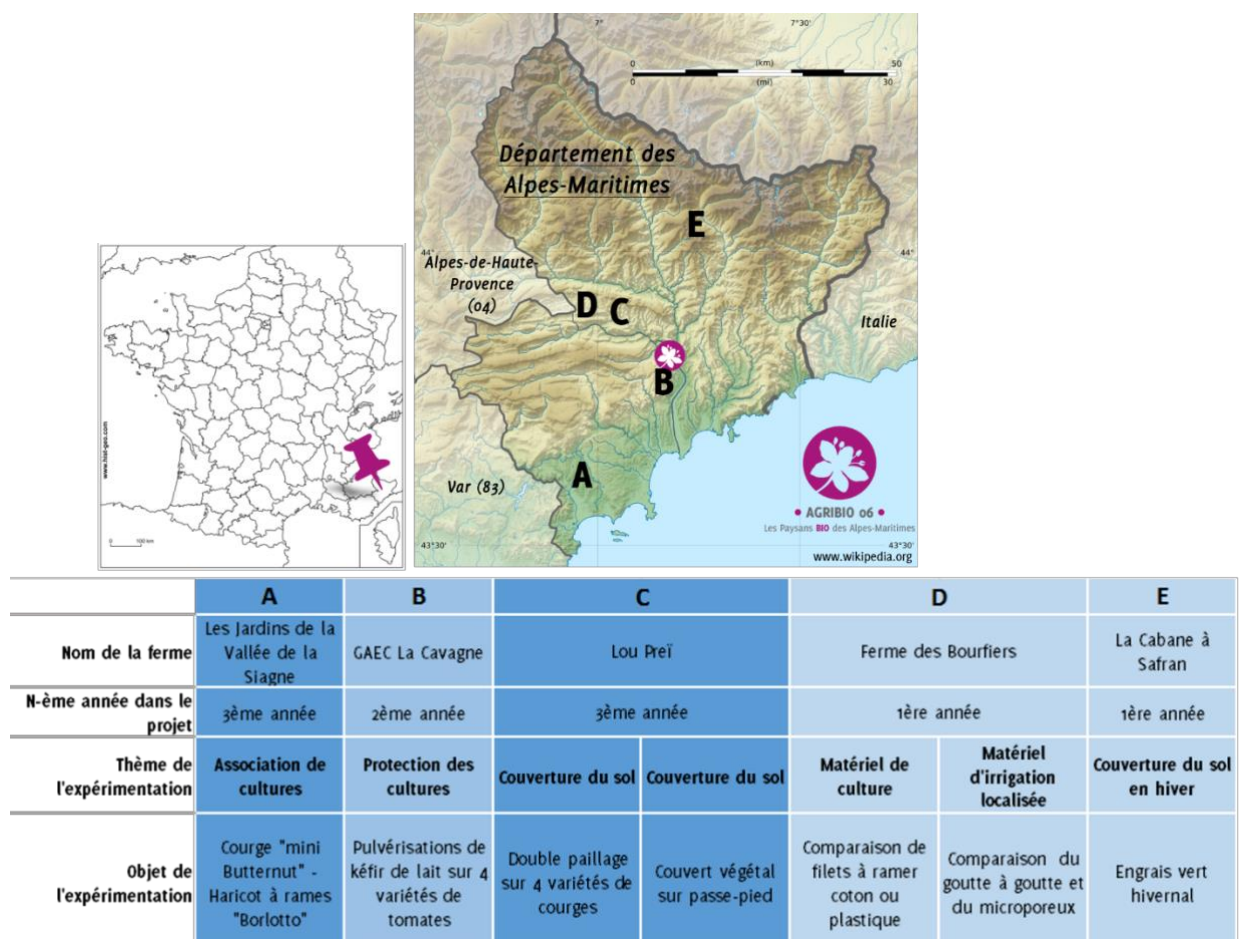 7°
7°30'
0
(km)
50
0
(mi)
30
Département des
Alpes-Maritimes
E
44°
44°
Alpes-de-Haute-
Provence
(04)
D
C
Italie
B
A
Var (83)
• AGRIBIO 06 •
Les Paysans BIO des Alpes-Maritimes
43°30'
43°30'
www.wikipedia.org
www.hist-geo.com
0
100 km
A
B
C
D
E
Nom de la ferme
Les Jardins de la
Vallée de la
Siagne
GAEC La Cavagne
Lou Preï
Ferme des Bourfiers
La Cabane à
Safran
N-ème année dans le
projet
3ème année
2ème année
3ème année
1ère année
1ère année
Thème de
l'expérimentation
Association de
cultures
Protection des
cultures
Couverture du sol
Couverture du sol
Matériel de
culture
Matériel
d'irrigation
localisée
Couverture du sol
en hiver
Objet de
l'expérimentation
Courge "mini
Butternut" -
Haricot à rames
"Borlotto"
Pulvérisations de
kéfir de lait sur 4
variétés de
tomates
Double paillage
sur 4 variétés de
courges
Couvert végétal
sur passe-pied
Comparaison de
filets à ramer
coton ou
plastique
Comparaison du
goutte à goutte et
du microporeux
Engrais vert
hivernal